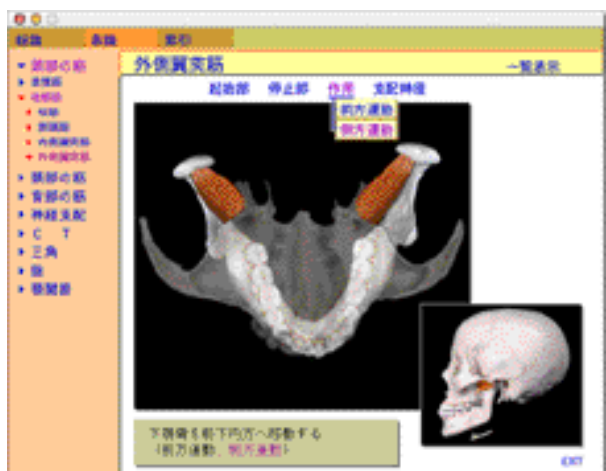 総論 各論 索引
頭部の筋
表情筋
咀嚼筋
咬筋
側頭筋
内側翼突筋
外側翼突筋
頸部の筋
背部の筋
神経支配
C T
三角
顎関節
外側翼突筋 一覧表示
起始部 停止部 作用 支配神経
前方運動
側方運動
下顎骨を前下内方へ移動する
(前方運動、側方運動)
EXIT